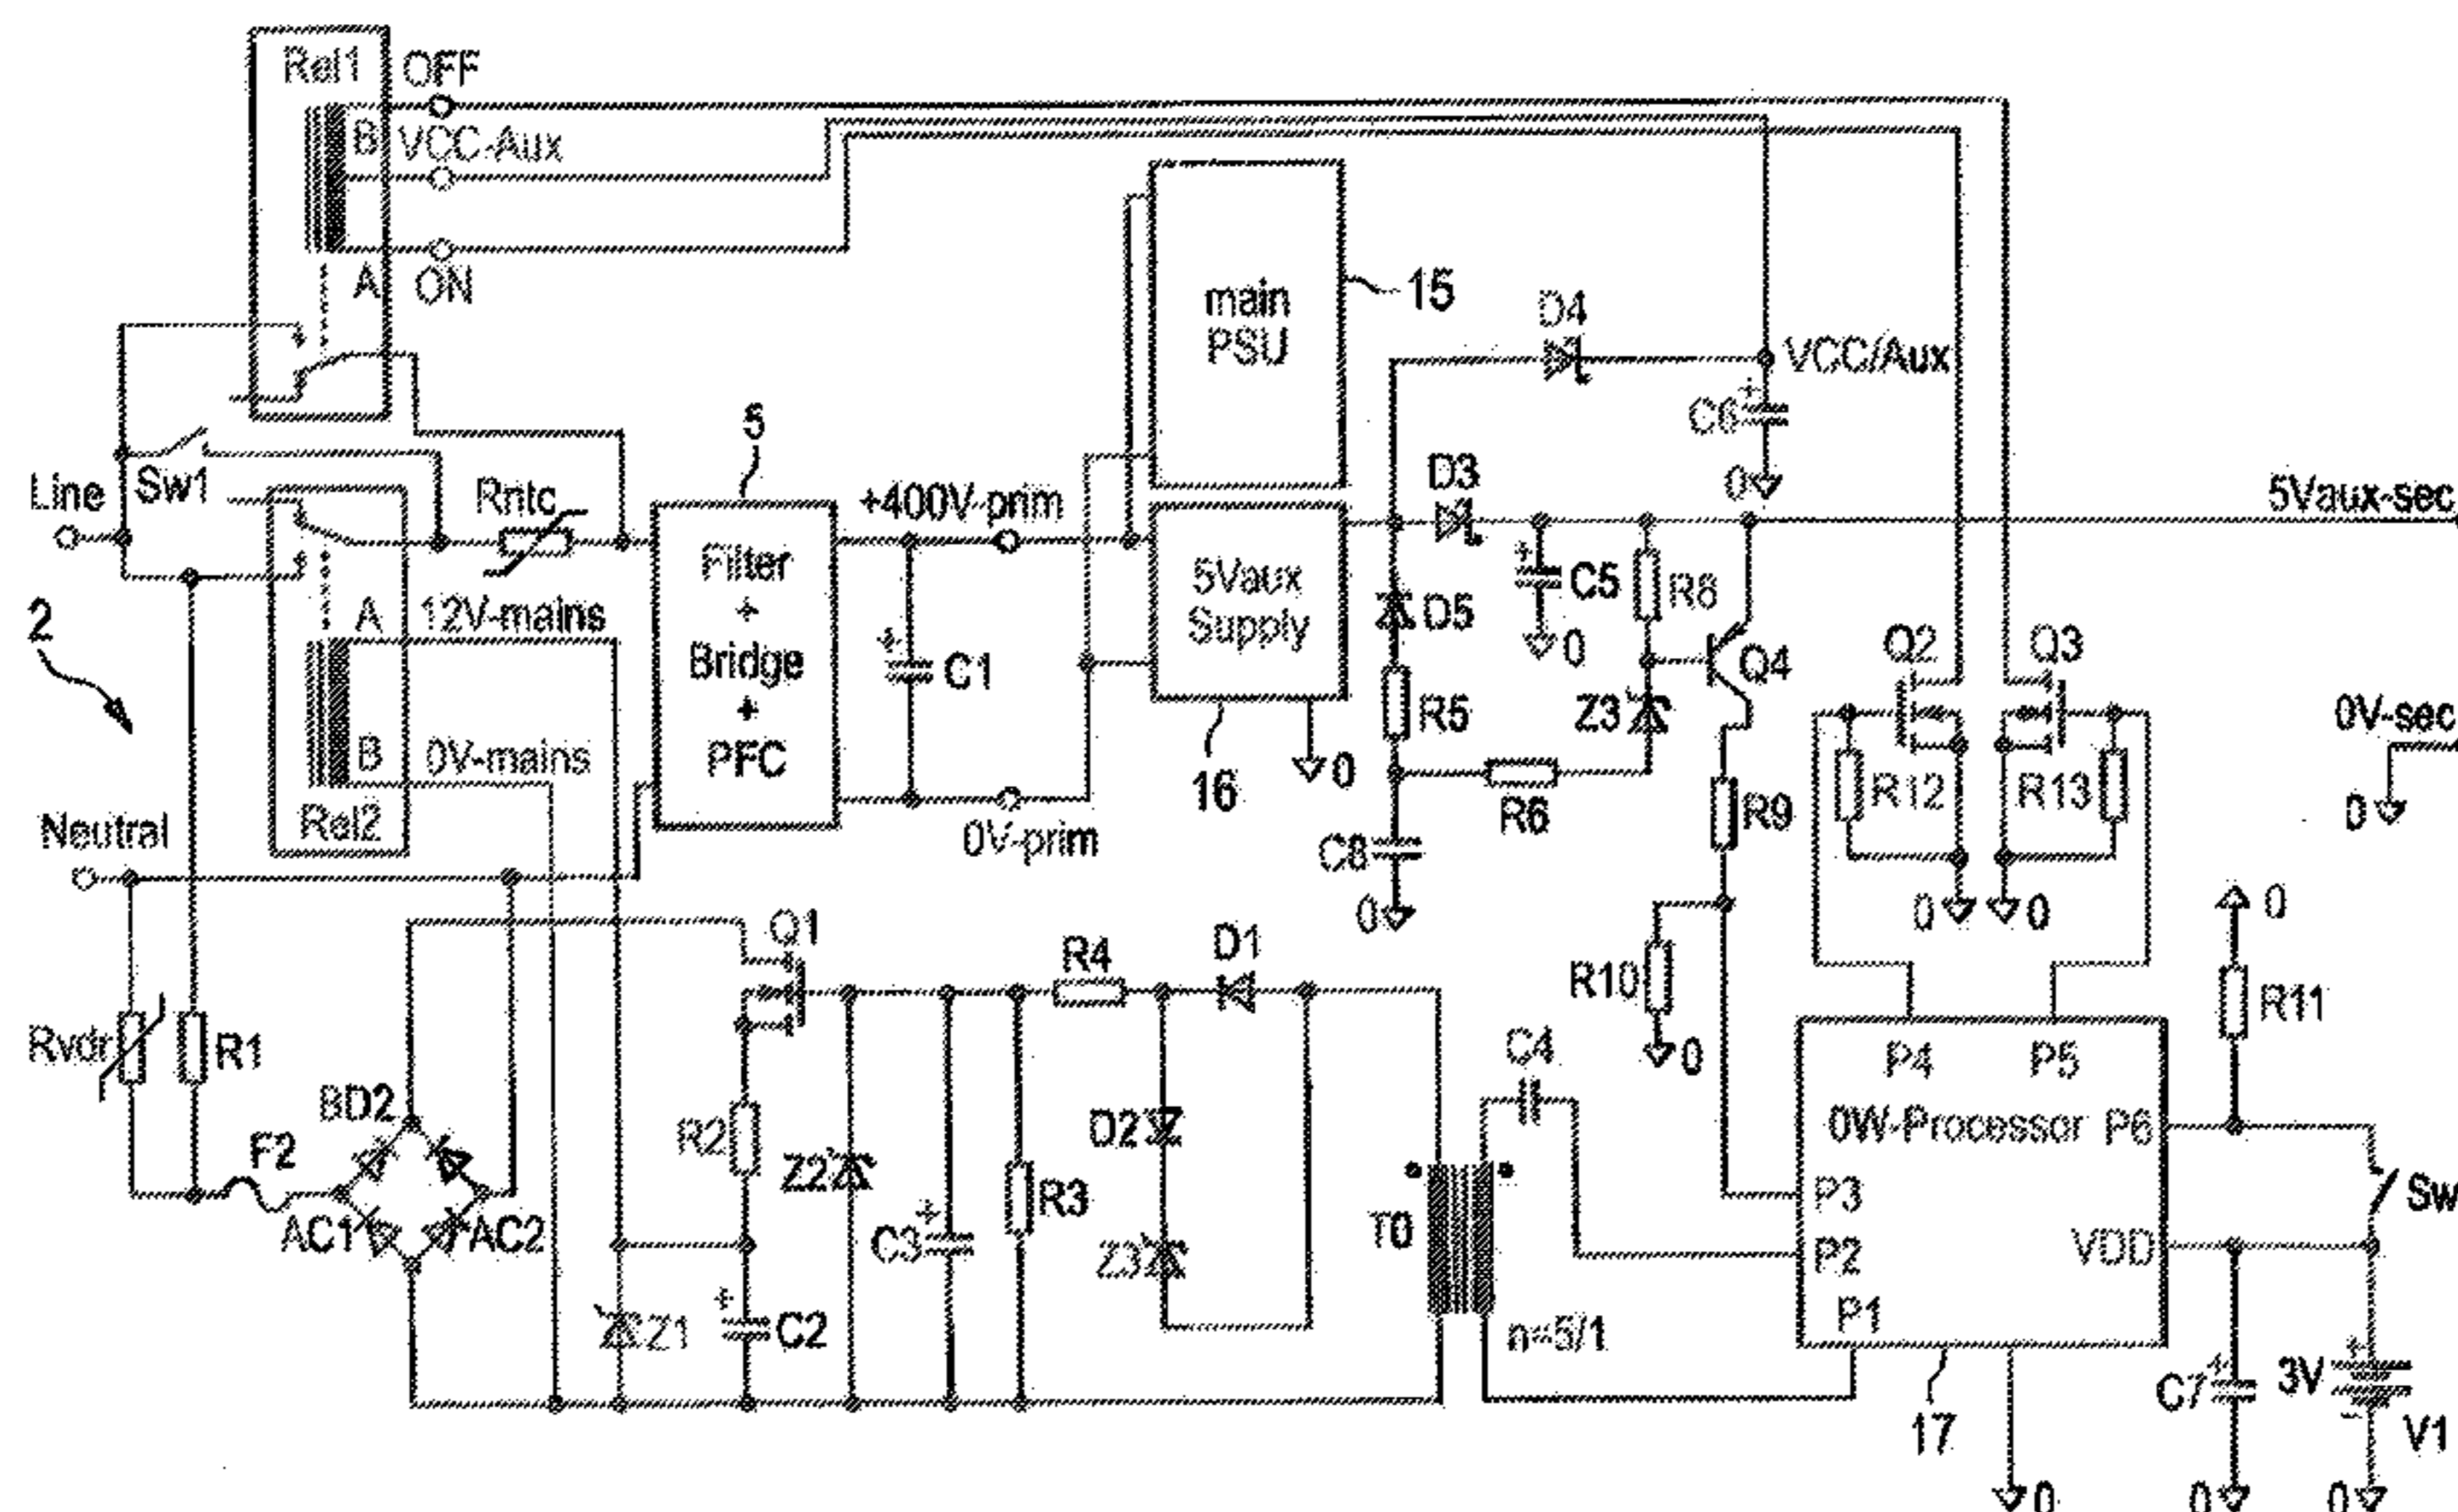 Rel1
OFF
B
VCC-Aux
A
ON
main
PSU
15
D4
VCC/Aux
C6
+
0
5
Line
Sw1
Rntc
+400V-prim
D3
5Vaux-sec
Filter
+
Bridge
+
PFC
5Vaux
Supply
+
C5
0
R8
D5
2
A
12V-mains
+
C1
Q4
Q2
Q3
R5
Z3
0V-sec
B
0V-mains
Rel2
16
0
R6
R9
R12
R13
0
Neutral
0V-prim
C8
0
0
0
0
Q1
R4
D1
R10
0
R11
Rvdr
R1
C4
P4
P5
BD2
F2
R2
Z2
D2
0W-Processor
P6
AC1
AC2
C3
+
R3
Z3
T0
P3
P2
VDD
Sw
Z1
+
C2
n=5/1
P1
17
C7
+
3V
+
-
V1
0
0
0